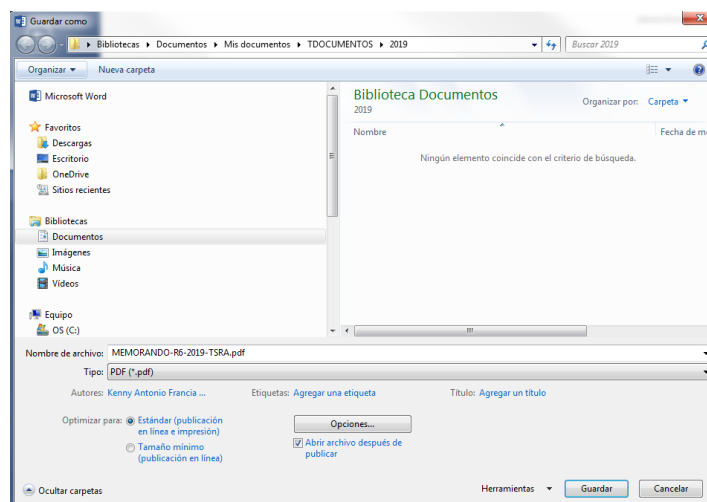 Guardar como
Bibliotecas ▸ Documentos ▸ Mis documentos ▸ TDOCUMENTOS ▸ 2019
Buscar 2019
Organizar
Nueva carpeta
Microsoft Word
Favoritos
Descargas
Escritorio
OneDrive
Sitios recientes
Bibliotecas
Documentos
Imágenes
Música
Vídeos
Equipo
OS (C:)
Biblioteca Documentos
2019
Organizar por: Carpeta
Nombre
Fecha de m
Ningún elemento coincide con el criterio de búsqueda.
Nombre de archivo: MEMORANDO-R6-2019-TSRA.pdf
Tipo: PDF (*.pdf)
Autores: Kenny Antonio Francia ...
Etiquetas: Agregar una etiqueta
Título: Agregar un título
Optimizar para:
Estándar (publicación
en línea e impresión)
Tamaño mínimo
(publicación en línea)
Opciones...
Abrir archivo después de
publicar
Ocultar carpetas
Herramientas
Guardar
Cancelar